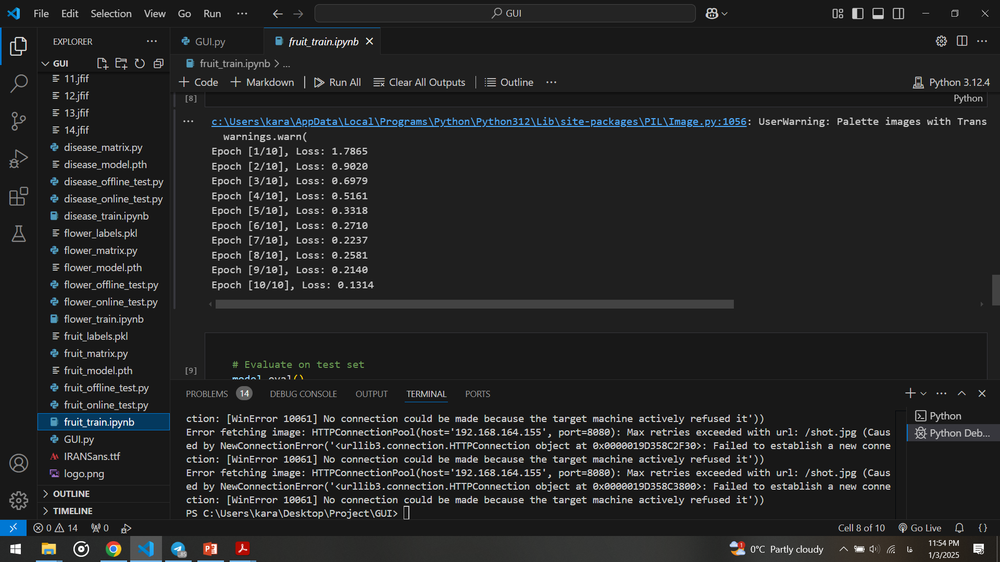 File Edit Selection View Go Run ···
GUI
EXPLORER
GUI
11.jfif
12.jfif
13.jfif
14.jfif
disease_matrix.py
disease_model.pth
disease_offline_test.py
disease_online_test.py
disease_train.ipynb
flower_labels.pkl
flower_matrix.py
flower_model.pth
flower_offline_test.py
flower_online_test.py
flower_train.ipynb
fruit_labels.pkl
fruit_matrix.py
fruit_model.pth
fruit_offline_test.py
fruit_online_test.py
fruit_train.ipynb
GUI.py
IRANSans.ttf
logo.png
OUTLINE
TIMELINE
GUI.py fruit_train.ipynb
fruit_train.ipynb > ...
Code Markdown Run All Clear All Outputs Outline ··· Python 3.12.4
[8] Python
c:\Users\kara\AppData\Local\Programs\Python\Python312\Lib\site-packages\PIL\Image.py:1056: UserWarning: Palette images with Trans
warnings.warn(
Epoch [1/10], Loss: 1.7865
Epoch [2/10], Loss: 0.9020
Epoch [3/10], Loss: 0.6979
Epoch [4/10], Loss: 0.5161
Epoch [5/10], Loss: 0.3318
Epoch [6/10], Loss: 0.2710
Epoch [7/10], Loss: 0.2237
Epoch [8/10], Loss: 0.2581
Epoch [9/10], Loss: 0.2140
Epoch [10/10], Loss: 0.1314
# Evaluate on test set
[9]
model.eval()
PROBLEMS 14 DEBUG CONSOLE OUTPUT TERMINAL PORTS
ction: [WinError 10061] No connection could be made because the target machine actively refused it'))
Error fetching image: HTTPConnectionPool(host='192.168.164.155', port=8080): Max retries exceeded with url: /shot.jpg (Caus
ed by NewConnectionError('<urllib3.connection.HTTPConnection object at 0x0000019D358C2F30>: Failed to establish a new conne
ction: [WinError 10061] No connection could be made because the target machine actively refused it'))
Error fetching image: HTTPConnectionPool(host='192.168.164.155', port=8080): Max retries exceeded with url: /shot.jpg (Caus
ed by NewConnectionError('<urllib3.connection.HTTPConnection object at 0x0000019D358C3800>: Failed to establish a new conne
ction: [WinError 10061] No connection could be made because the target machine actively refused it'))
PS C:\Users\kara\Desktop\Project\GUI>
Python
Python Deb...
0 14 0 Cell 8 of 10 Go Live {}
85 1 0°C Partly cloudy فا 11:54 PM
1/3/2025